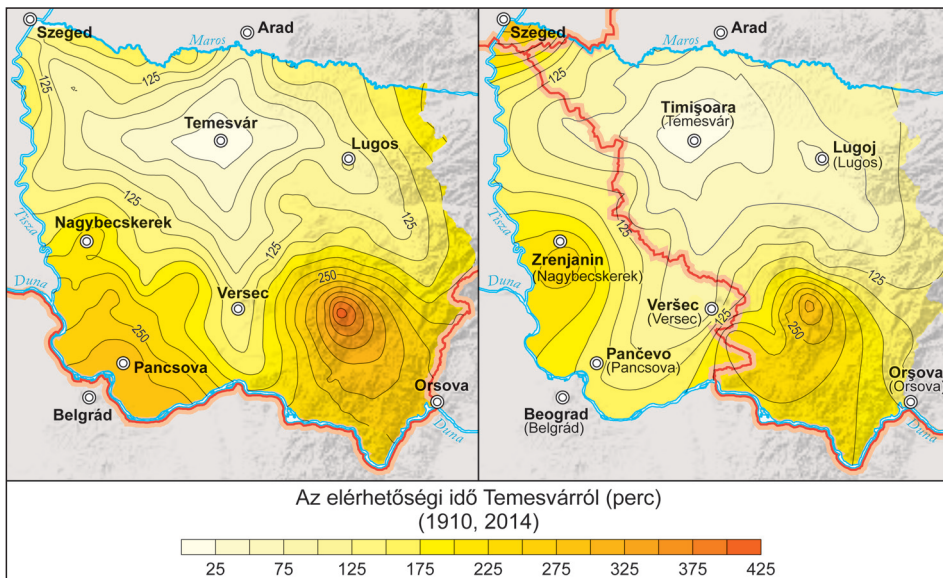 Szeged
Arad
Maros
125
125
Temesvár
Lugos
125
125
Tisza
Nagybecskerek
Duna
250
Versec
250
Pancsova
Belgrád
Orsova
Duna
Szeged
Arad
Maros
125
Timişoara
(Temesvár)
Lugoj
(Lugos)
125
125
Tisza
Zrenjanin
(Nagybecskerek)
Duna
Veršec
(Versec)
125
250
Pančevo
(Pancsova)
Beograd
(Belgrád)
Orşova
(Orsova)
Duna
Az elérhetőségi idő Temesvárról (perc)
(1910, 2014)
25 75 125 175 225 275 325 375 425